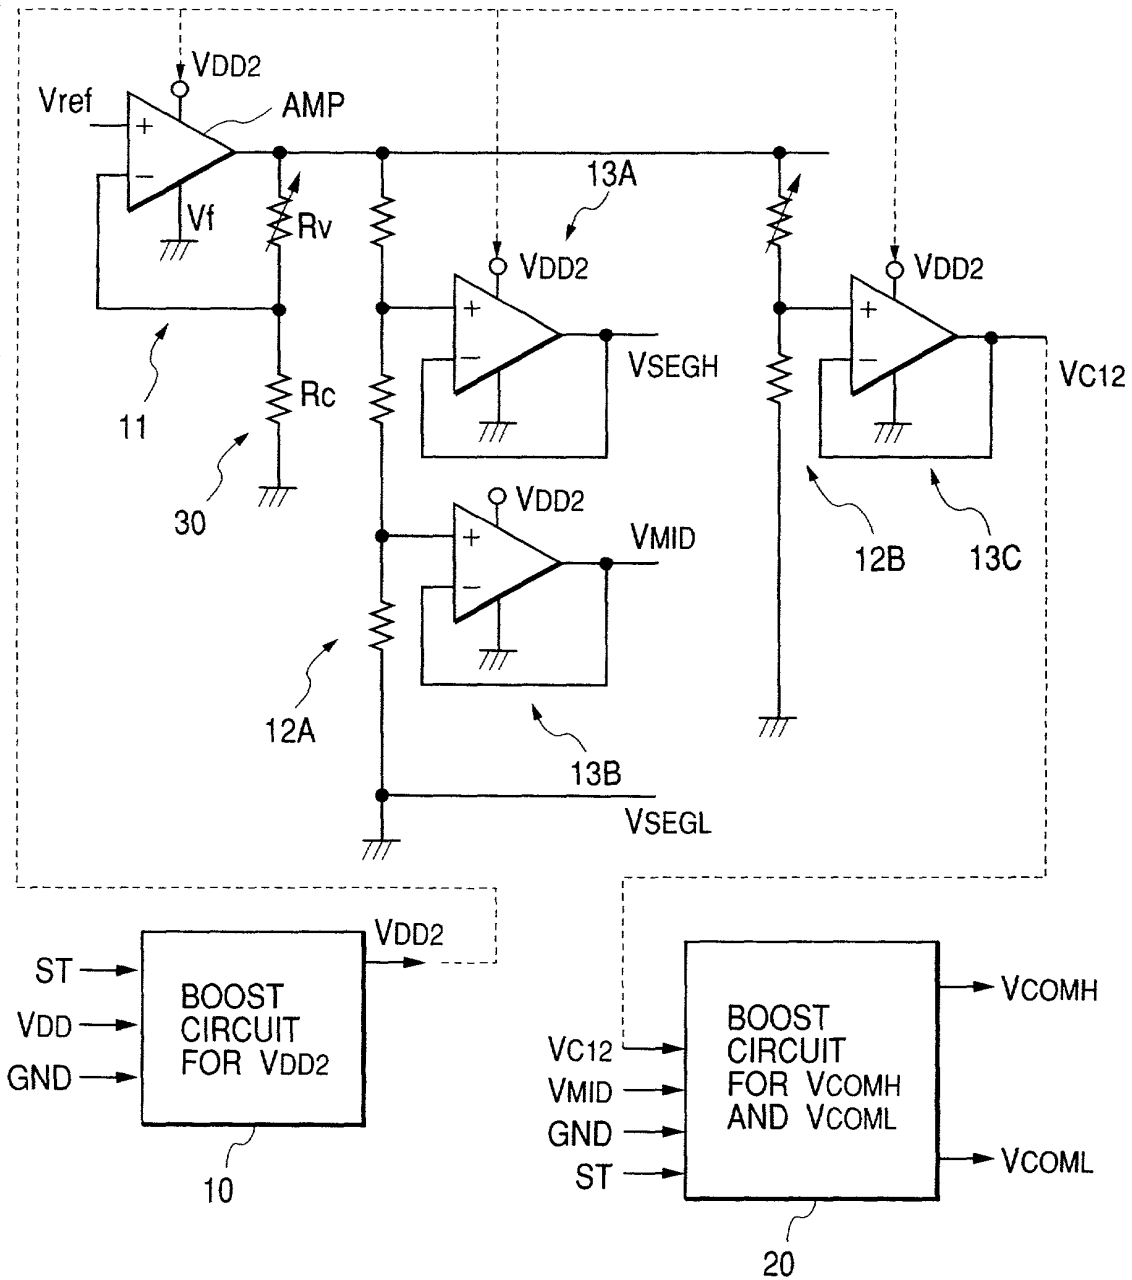 VDD2
Vref
AMP
+
−
Vf
Rv
13A
VDD2
VDD2
+
−
+
−
VSEGH
VC12
11
Rc
30
VDD2
VMID
+
−
12B
13C
12A
13B
VSEGL
VDD2
ST
VDD
GND
BOOST
CIRCUIT
FOR VDD2
10
VC12
VMID
GND
ST
BOOST
CIRCUIT
FOR VCOMH
AND VCOML
VCOMH
VCOML
20